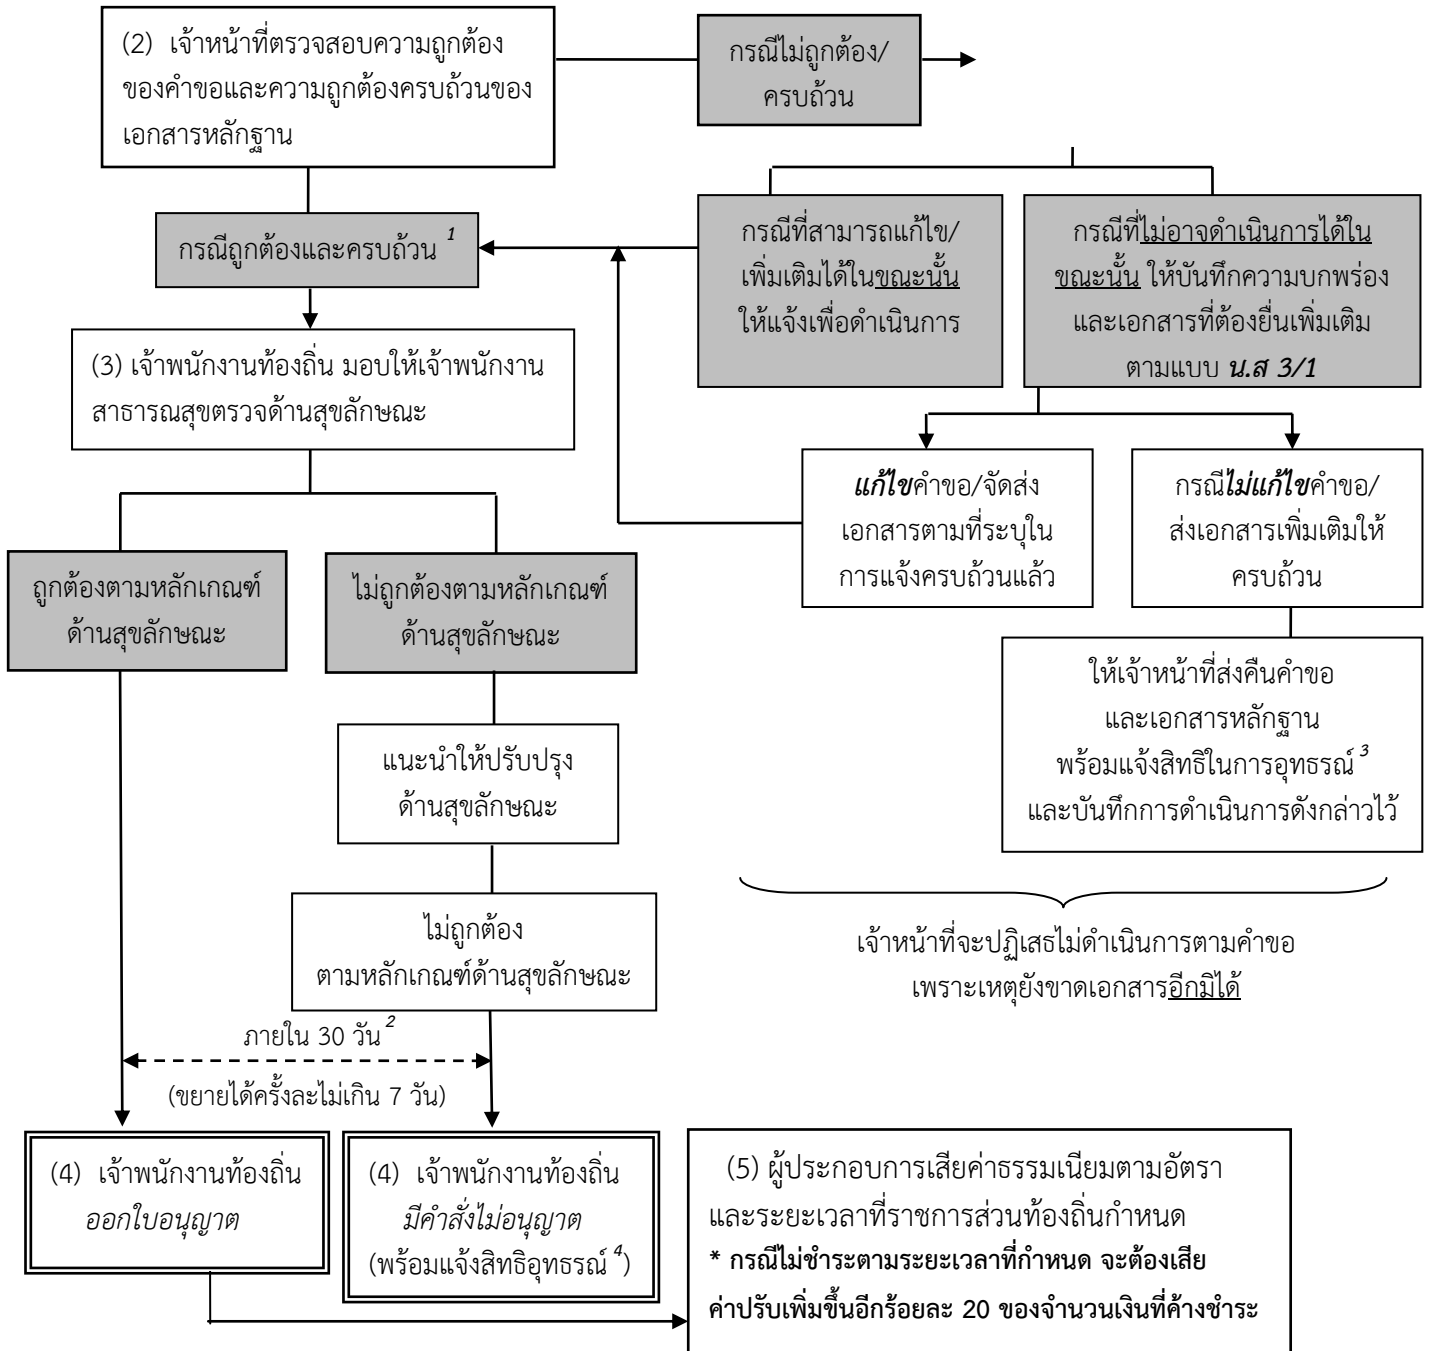 (2) เจ้าหน้าที่ตรวจสอบความถูกต้อง
ของคำขอและความถูกต้องครบถ้วนของ
เอกสารหลักฐาน
กรณีไม่ถูกต้อง/
ครบถ้วน
กรณีถูกต้องและครบถ้วน 1
กรณีที่สามารถแก้ไข/
เพิ่มเติมได้ในขณะนั้น
ให้แจ้งเพื่อดำเนินการ
กรณีที่ไม่อาจดำเนินการได้ใน
ขณะนั้น ให้บันทึกความบกพร่อง
และเอกสารที่ต้องยื่นเพิ่มเติม
ตามแบบ น.ส 3/1
(3) เจ้าพนักงานท้องถิ่น มอบให้เจ้าพนักงาน
สาธารณสุขตรวจด้านสุขลักษณะ
แก้ไขคำขอ/จัดส่ง
เอกสารตามที่ระบุใน
การแจ้งครบถ้วนแล้ว
กรณีไม่แก้ไขคำขอ/
ส่งเอกสารเพิ่มเติมให้
ครบถ้วน
ถูกต้องตามหลักเกณฑ์
ด้านสุขลักษณะ
ไม่ถูกต้องตามหลักเกณฑ์
ด้านสุขลักษณะ
ให้เจ้าหน้าที่ส่งคืนคำขอ
และเอกสารหลักฐาน
พร้อมแจ้งสิทธิในการอุทธรณ์ 3
และบันทึกการดำเนินการดังกล่าวไว้
แนะนำให้ปรับปรุง
ด้านสุขลักษณะ
ไม่ถูกต้อง
ตามหลักเกณฑ์ด้านสุขลักษณะ
เจ้าหน้าที่จะปฏิเสธไม่ดำเนินการตามคำขอ
เพราะเหตุยังขาดเอกสารอีกมิได้
ภายใน 30 วัน 2
(ขยายได้ครั้งละไม่เกิน 7 วัน)
(4) เจ้าพนักงานท้องถิ่น
ออกใบอนุญาต
(4) เจ้าพนักงานท้องถิ่น
มีคำสั่งไม่อนุญาต
(พร้อมแจ้งสิทธิอุทธรณ์ 4)
(5) ผู้ประกอบการเสียค่าธรรมเนียมตามอัตรา
และระยะเวลาที่ราชการส่วนท้องถิ่นกำหนด
* กรณีไม่ชำระตามระยะเวลาที่กำหนด จะต้องเสีย
ค่าปรับเพิ่มขึ้นอีกร้อยละ 20 ของจำนวนเงินที่ค้างชำระ